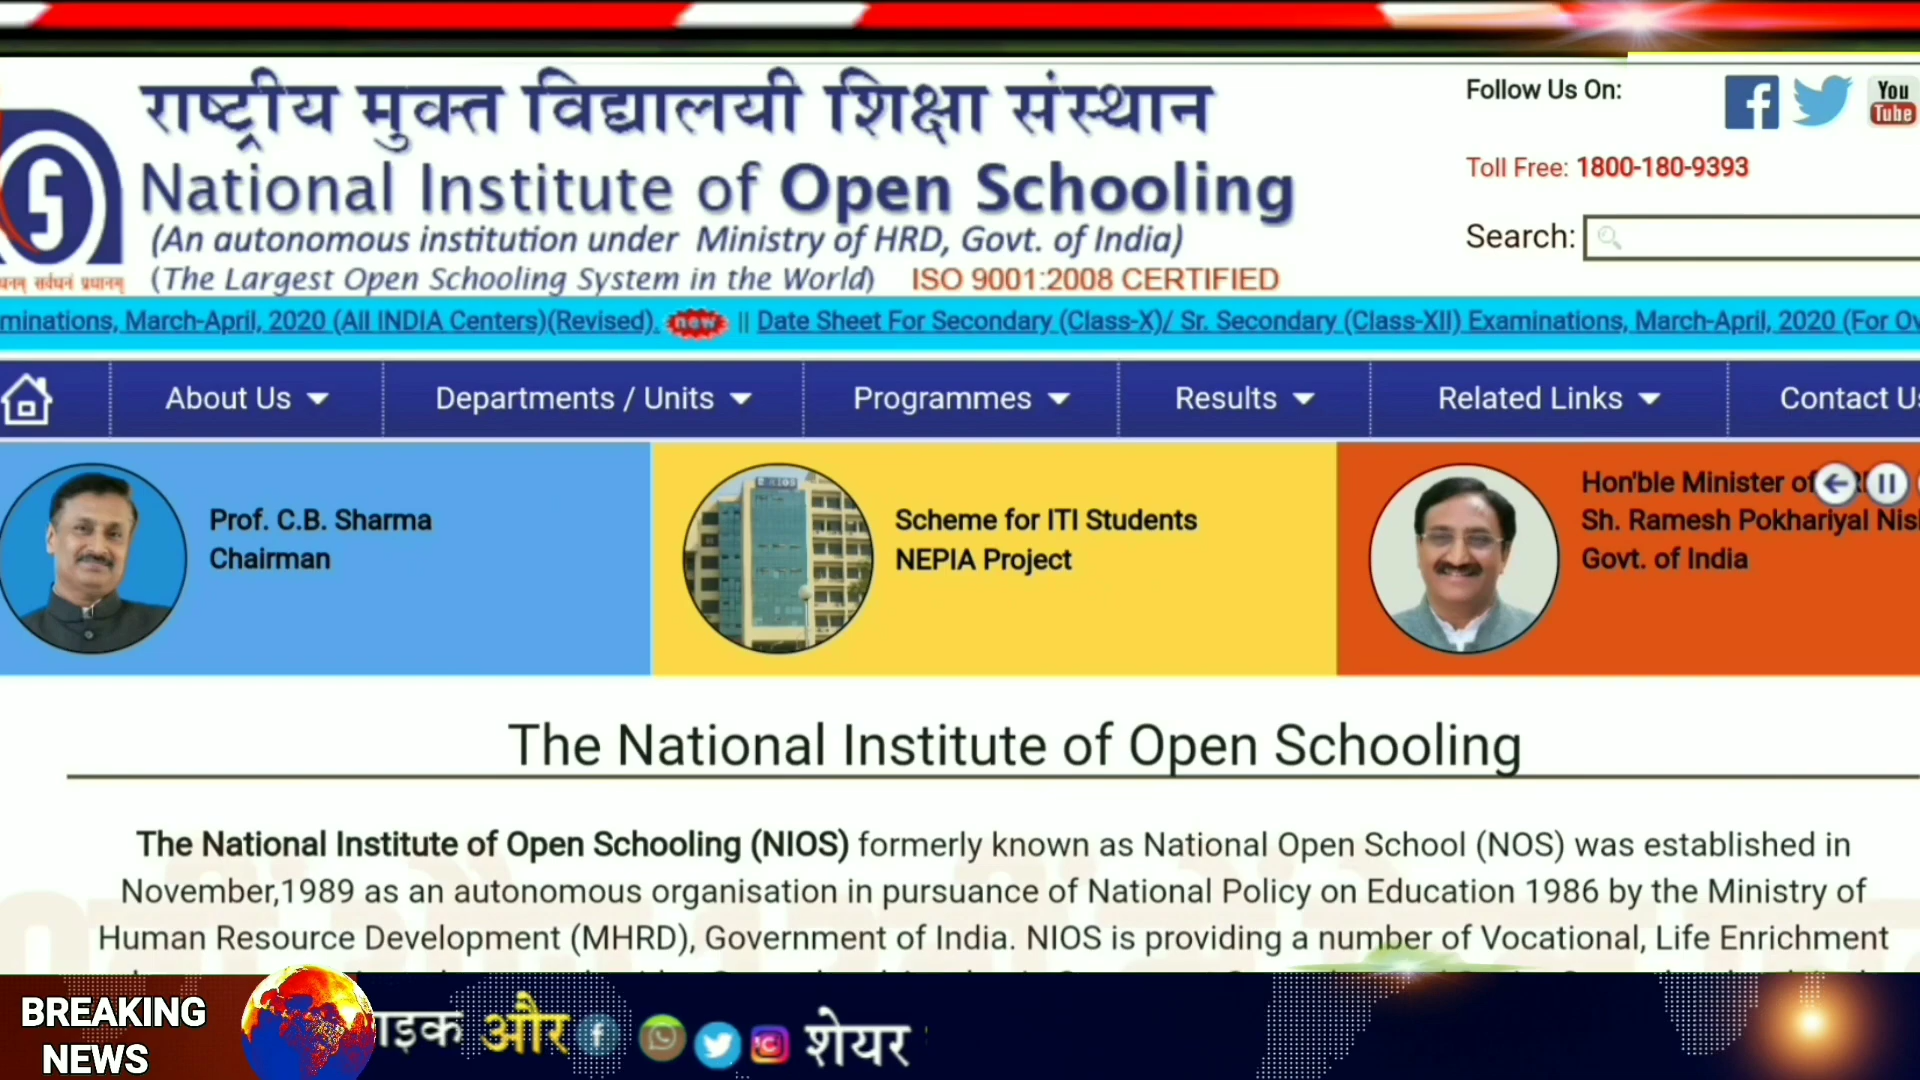 राष्ट्रीय मुक्त विद्यालयी शिक्षा संस्थान
National Institute of Open Schooling
(An autonomous institution under Ministry of HRD, Govt. of India)
(The Largest Open Schooling System in the World) ISO 9001:2008 CERTIFIED
सर्वधनं प्रधानम्
Follow Us On:
You
Tube
Toll Free: 1800-180-9393
Search:
March-April, 2020 (All INDIA Centers)(Revised). new || Date Sheet For Secondary (Class-X)/ Sr. Secondary (Class-XII) Examinations, March-April, 2020 (For
About Us
Departments / Units
Programmes
Results
Related Links
Contact
Prof. C.B. Sharma
Chairman
NIOS
Scheme for ITI Students
NEPIA Project
Hon'ble Minister of
Sh. Ramesh Pokhariyal
Govt. of India
The National Institute of Open Schooling
The National Institute of Open Schooling (NIOS) formerly known as National Open School (NOS) was established in
November,1989 as an autonomous organisation in pursuance of National Policy on Education 1986 by the Ministry of
Human Resource Development (MHRD), Government of India. NIOS is providing a number of Vocational, Life Enrichment
BREAKING
NEWS
और शेयर